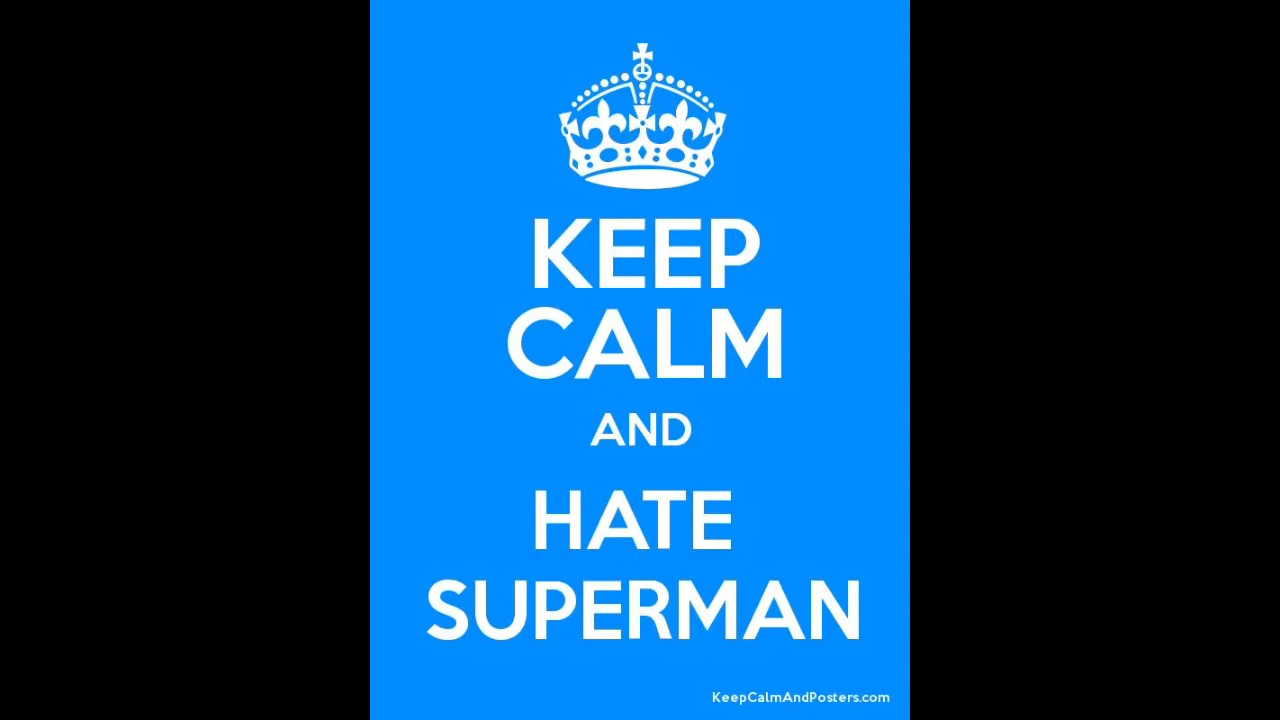 KEEP
CALM
AND
HATE
SUPERMAN
KeepCalmAndPosters.com